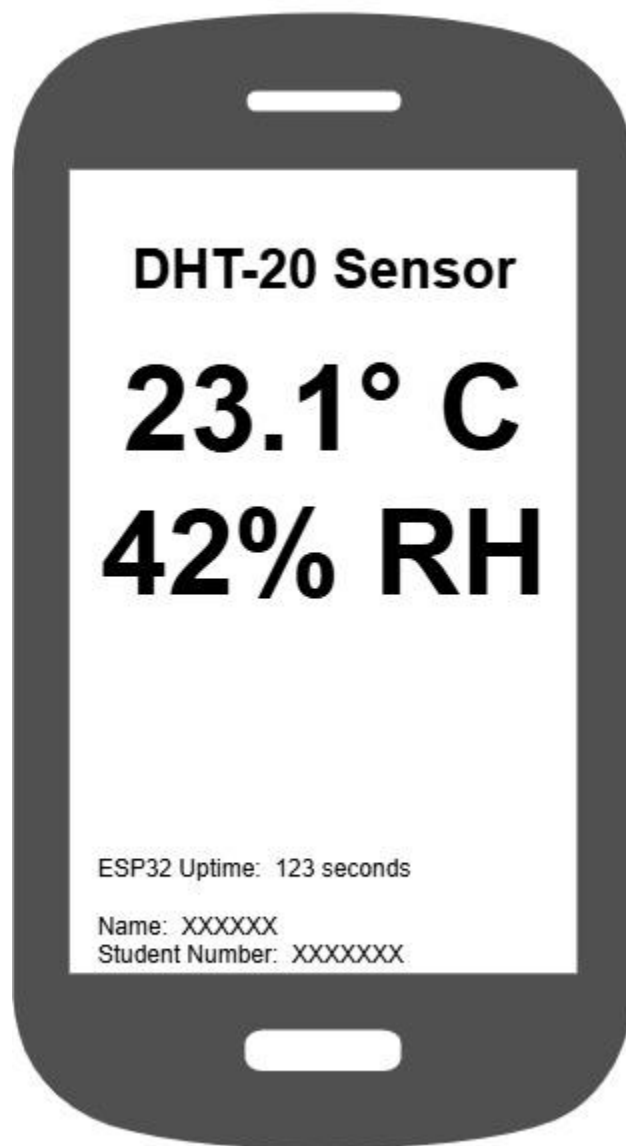 DHT-20 Sensor
23.1° C
42% RH
ESP32 Uptime:  123 seconds
Name:  XXXXXX
Student Number:  XXXXXXX